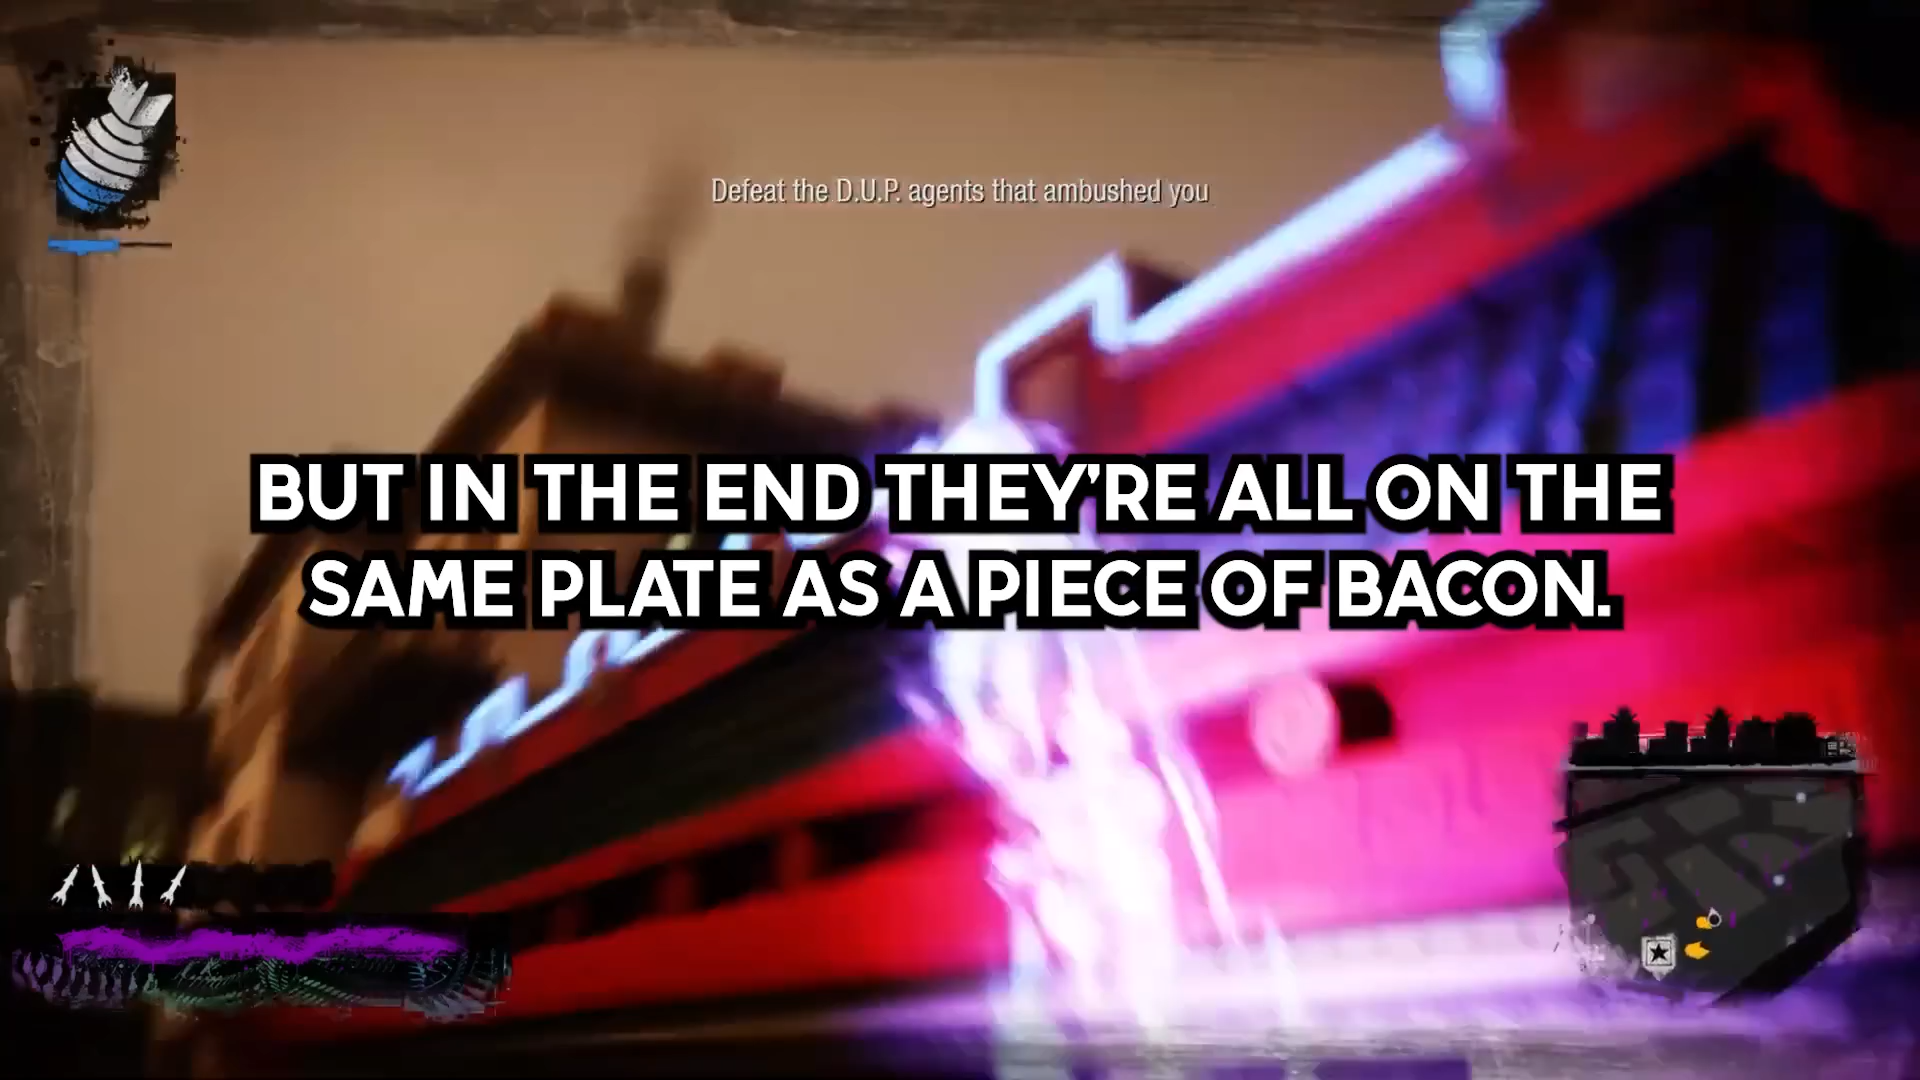 Defeat the D.U.P. agents that ambushed you
BUT IN THE END THEY'RE ALL ON THE
SAME PLATE AS A PIECE OF BACON.